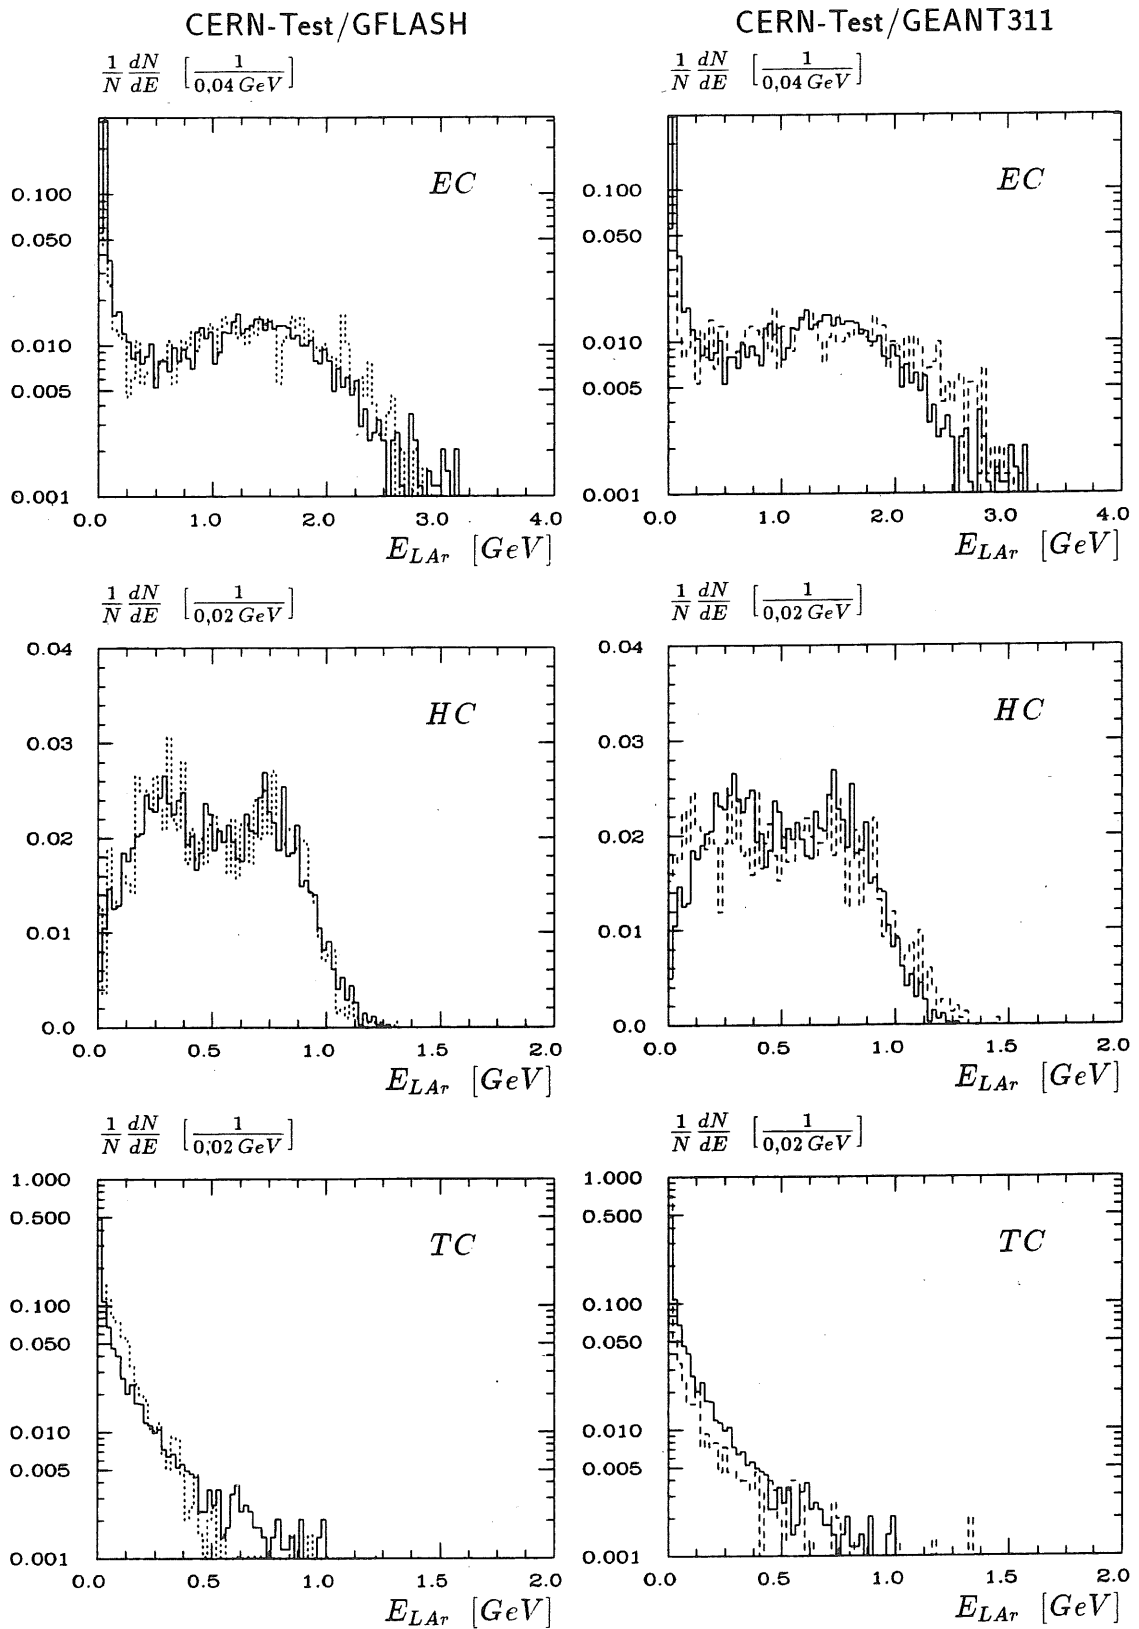 CERN-Test/GFLASH CERN-Test/GEANT311
1/N dN/dE [1/0,04 GeV] 1/N dN/dE [1/0,04 GeV]
EC EC
0.100 0.100
0.050 0.050
0.010 0.010
0.005 0.005
0.001 0.001
0.0 1.0 2.0 3.0 4.0 0.0 1.0 2.0 3.0 4.0
E_LAr [GeV] E_LAr [GeV]
1/N dN/dE [1/0,02 GeV] 1/N dN/dE [1/0,02 GeV]
0.04 0.04
HC HC
0.03 0.03
0.02 0.02
0.01 0.01
0.0 0.0
0.0 0.5 1.0 1.5 2.0 0.0 0.5 1.0 1.5 2.0
E_LAr [GeV] E_LAr [GeV]
1/N dN/dE [1/0,02 GeV] 1/N dN/dE [1/0,02 GeV]
1.000 1.000
0.500 0.500
TC TC
0.100 0.100
0.050 0.050
0.010 0.010
0.005 0.005
0.001 0.001
0.0 0.5 1.0 1.5 2.0 0.0 0.5 1.0 1.5 2.0
E_LAr [GeV] E_LAr [GeV]